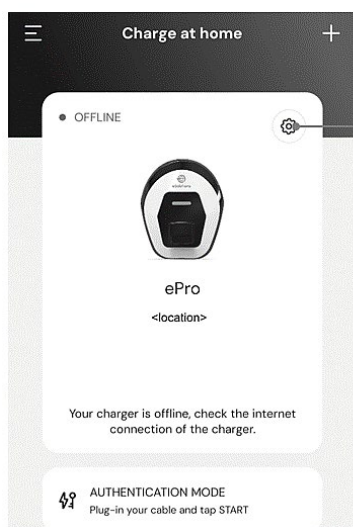 Charge at home
OFFLINE
ePro
<location>
Your charger is offline, check the internet
connection of the charger.
AUTHENTICATION MODE
Plug-in your cable and tap START